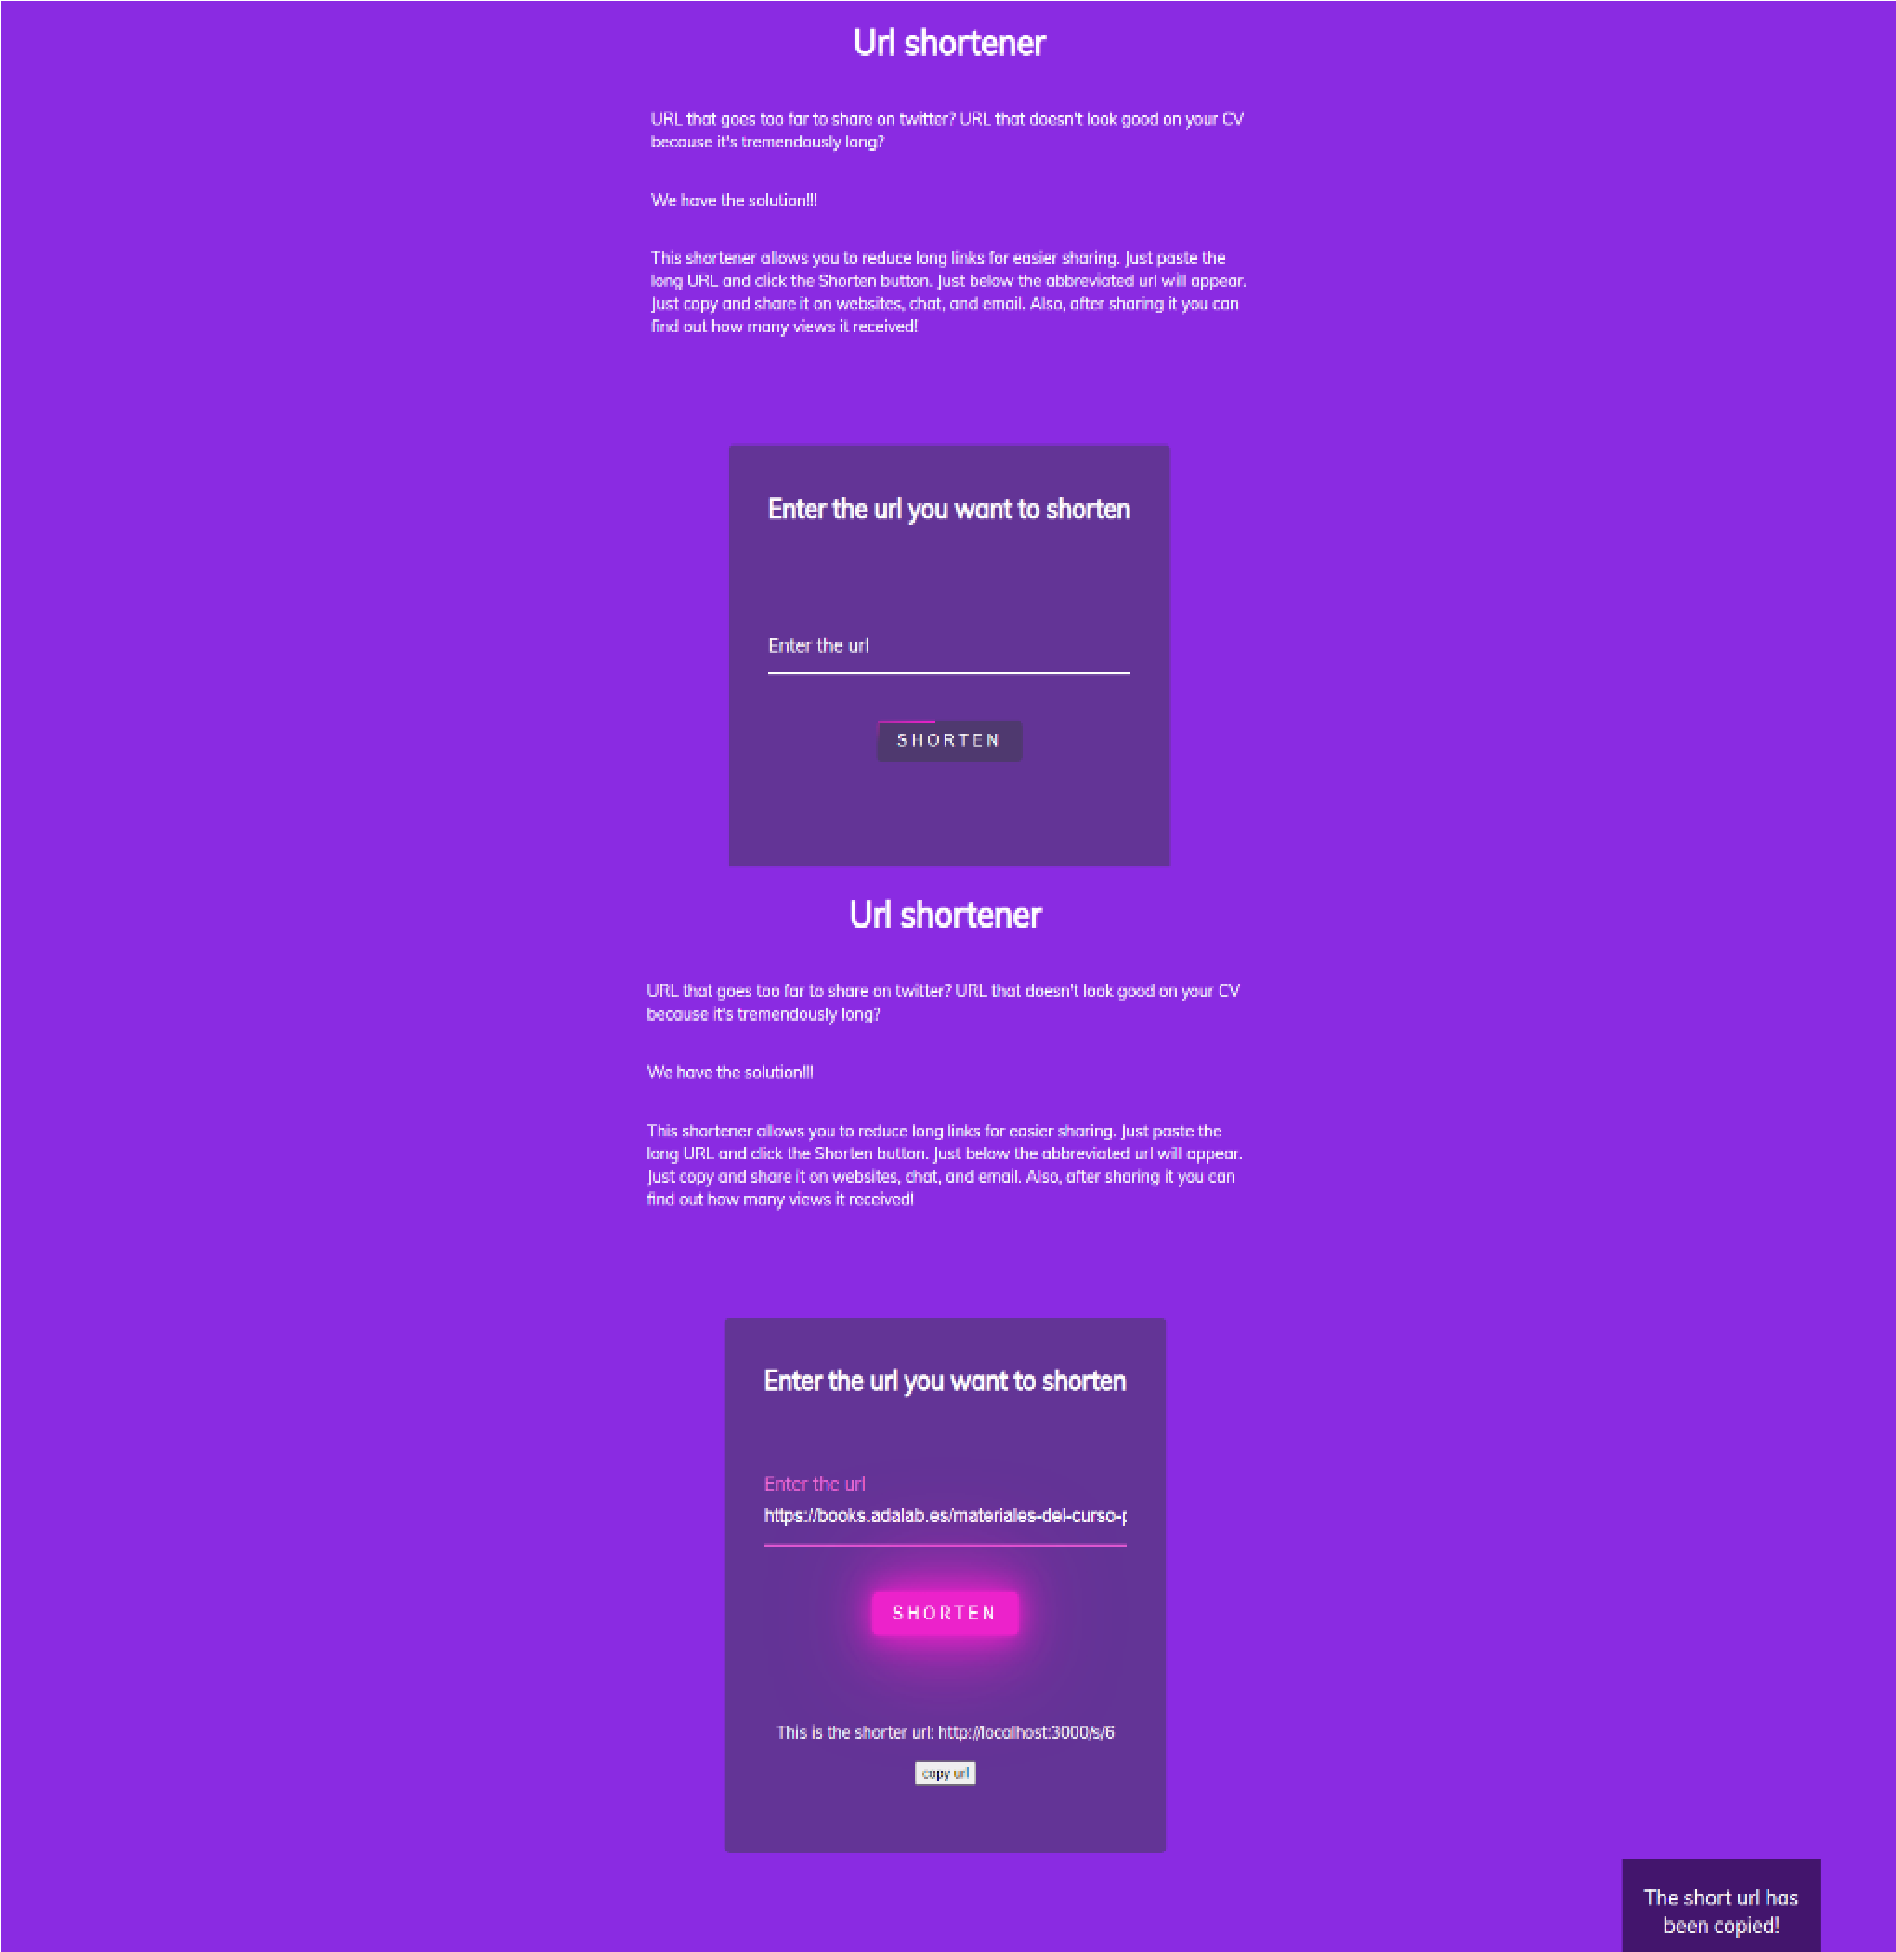 Url shortener
URL that goes too far to share on twitter? URL that doesn't look good on your CV
because it's tremendously long?
We have the solution!!!
This shortener allows you to reduce long links for easier sharing. Just paste the
long URL and click the Shorten button. Just below the abbreviated url will appear.
Just copy and share it on websites, chat, and email. Also, after sharing it you can
find out how many views it received!
Enter the url you want to shorten
Enter the url
SHORTEN
Url shortener
URL that goes too far to share on twitter? URL that doesn't look good on your CV
because it's tremendously long?
We have the solution!!!
This shortener allows you to reduce long links for easier sharing. Just paste the
long URL and click the Shorten button. Just below the abbreviated url will appear.
Just copy and share it on websites, chat, and email. Also, after sharing it you can
find out how many views it received!
Enter the url you want to shorten
Enter the url
https://books.adalab.es/materiales-del-curso-p
SHORTEN
This is the shorter url: http://localhost:3000/s/6
copy url
The short url has
been copied!